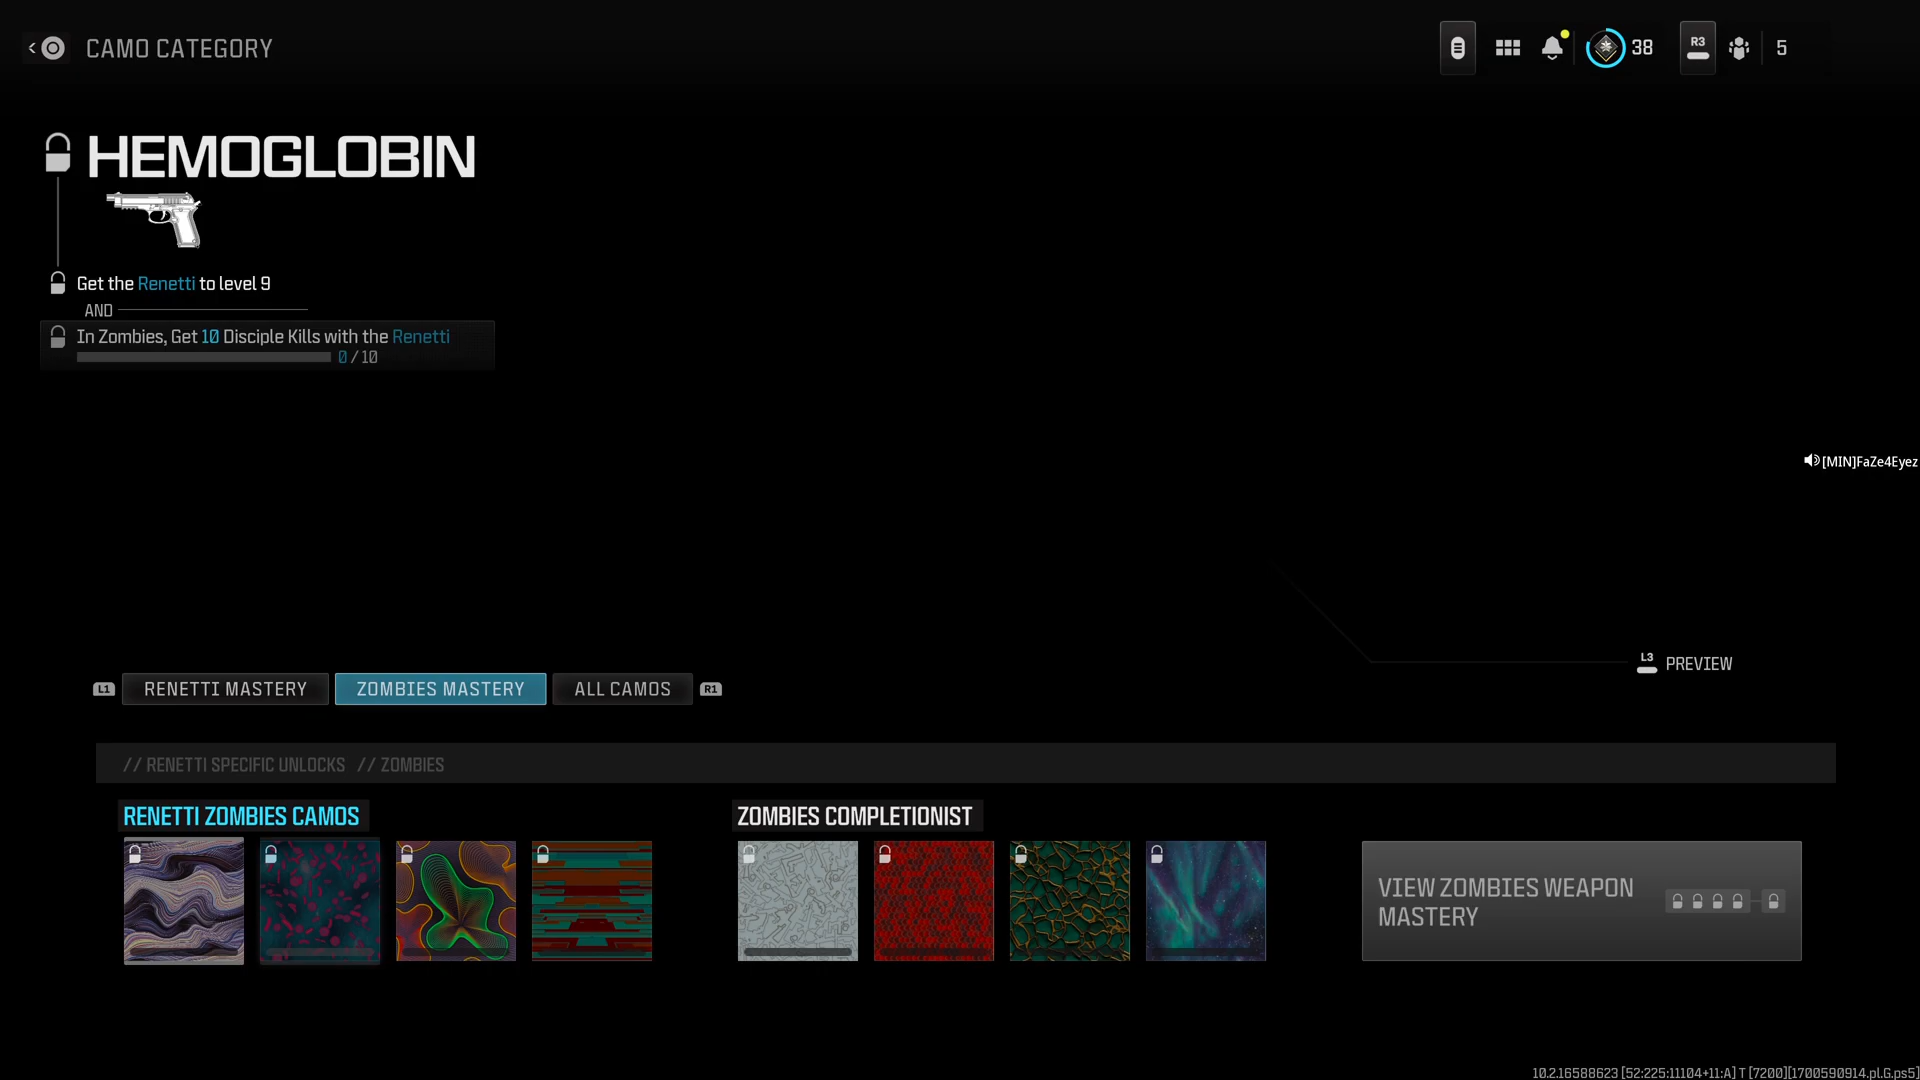 CAMO CATEGORY
38
R3
5
HEMOGLOBIN
Get the Renetti to level 9
AND
In Zombies, Get 10 Disciple Kills with the Renetti
0 / 10
[MIN]FaZe4Eyez
L3 PREVIEW
L1 RENETTI MASTERY ZOMBIES MASTERY ALL CAMOS R1
// RENETTI SPECIFIC UNLOCKS // ZOMBIES
RENETTI ZOMBIES CAMOS
ZOMBIES COMPLETIONIST
VIEW ZOMBIES WEAPON
MASTERY
10.2.16588623 [52:225:11104+11:A] T [7200][1700590914.pl.G.ps5]